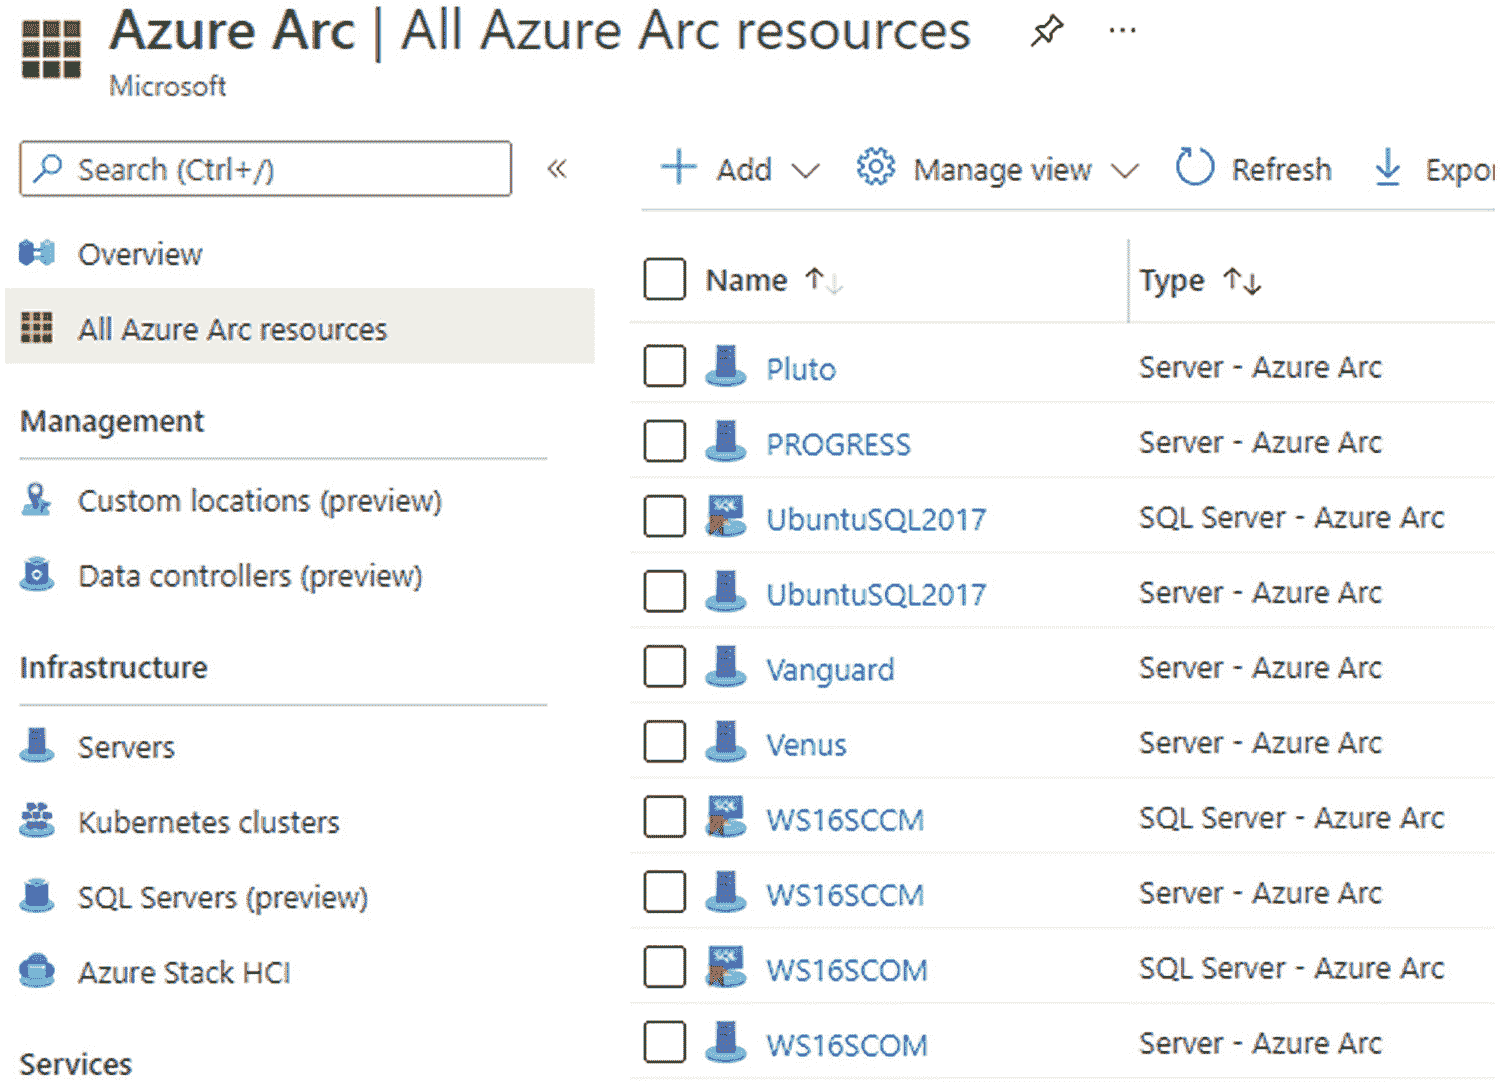 Azure Arc | All Azure Arc resources ...
Microsoft
Search (Ctrl+/)
«
Add
Manage view
Refresh
Expor
Overview
All Azure Arc resources
Management
Custom locations (preview)
Data controllers (preview)
Infrastructure
Servers
Kubernetes clusters
SQL Servers (preview)
Azure Stack HCI
Services
Name ↑↓ Type ↑↓
Pluto Server - Azure Arc
PROGRESS Server - Azure Arc
SQL UbuntuSQL2017 SQL Server - Azure Arc
UbuntuSQL2017 Server - Azure Arc
Vanguard Server - Azure Arc
Venus Server - Azure Arc
SQL WS16SCCM SQL Server - Azure Arc
WS16SCCM Server - Azure Arc
SQL WS16SCOM SQL Server - Azure Arc
WS16SCOM Server - Azure Arc